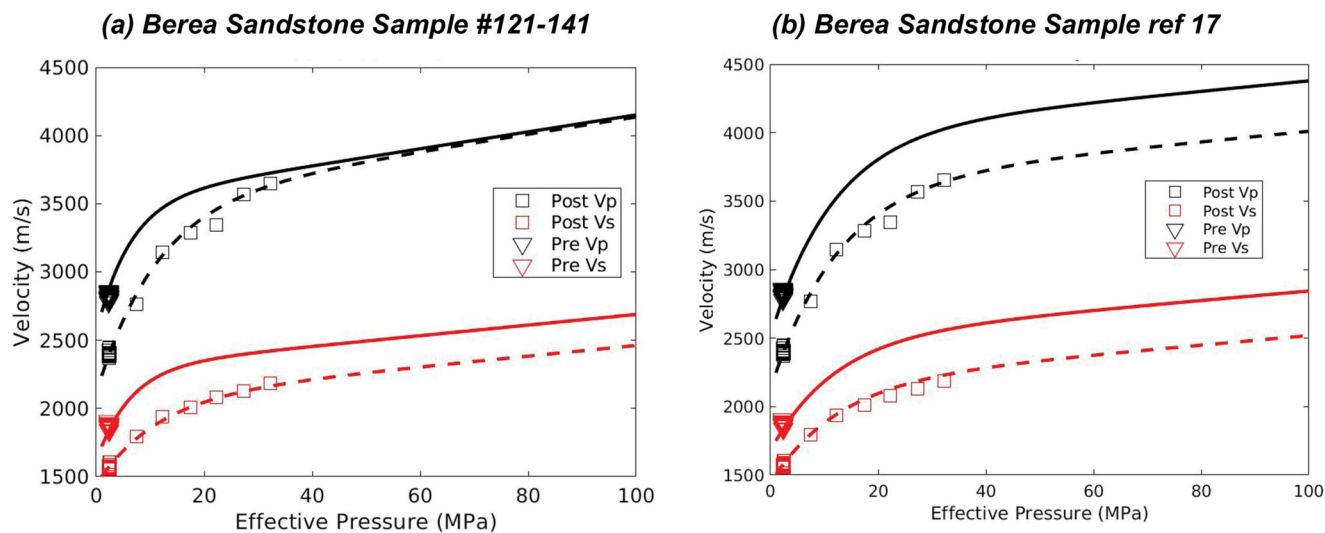 (a) Berea Sandstone Sample #121-141
4500
4000
3500
3000
2500
2000
1500
Velocity (m/s)
0 20 40 60 80 100
Effective Pressure (MPa)
Post Vp
Post Vs
Pre Vp
Pre Vs
(b) Berea Sandstone Sample ref 17
4500
4000
3500
3000
2500
2000
1500
Velocity (m/s)
0 20 40 60 80 100
Effective Pressure (MPa)
Post Vp
Post Vs
Pre Vp
Pre Vs